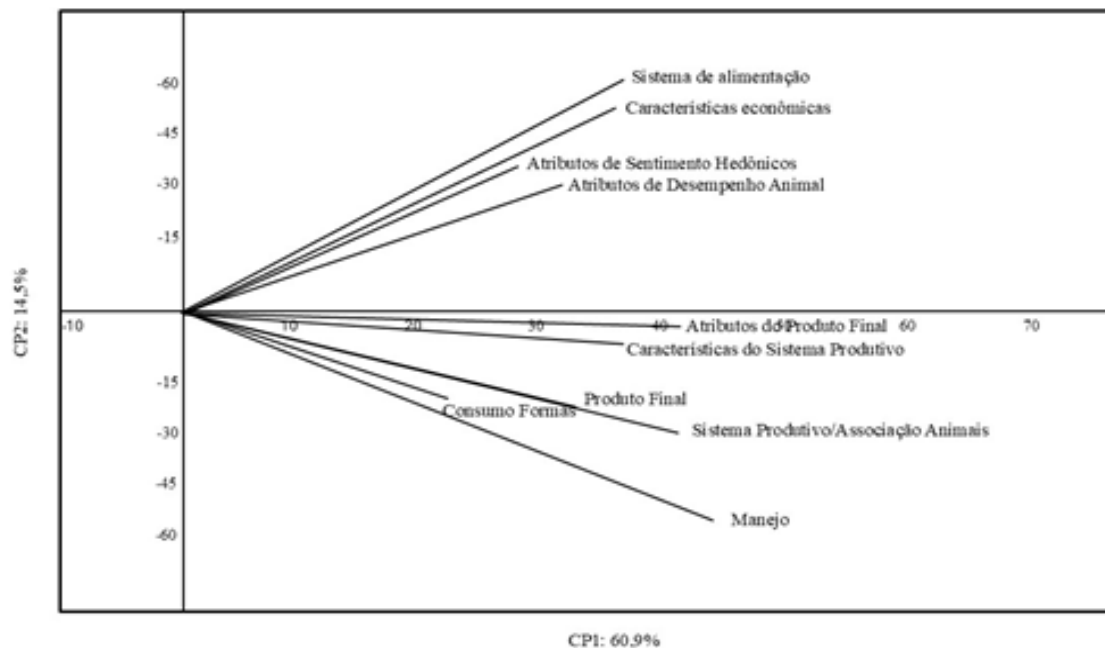 -60
Sistema de alimentação
Características econômicas
-45
Atributos de Sentimento Hedônicos
-30
Atributos de Desempenho Animal
-15
CP2: 14,5%
-10 10 20 30 40 50 60 70
Atributos do Produto Final
Características do Sistema Produtivo
-15
Produto Final
Consumo Formas
-30
Sistema Produtivo/Associação Animais
-45
Manejo
-60
CP1: 60,9%